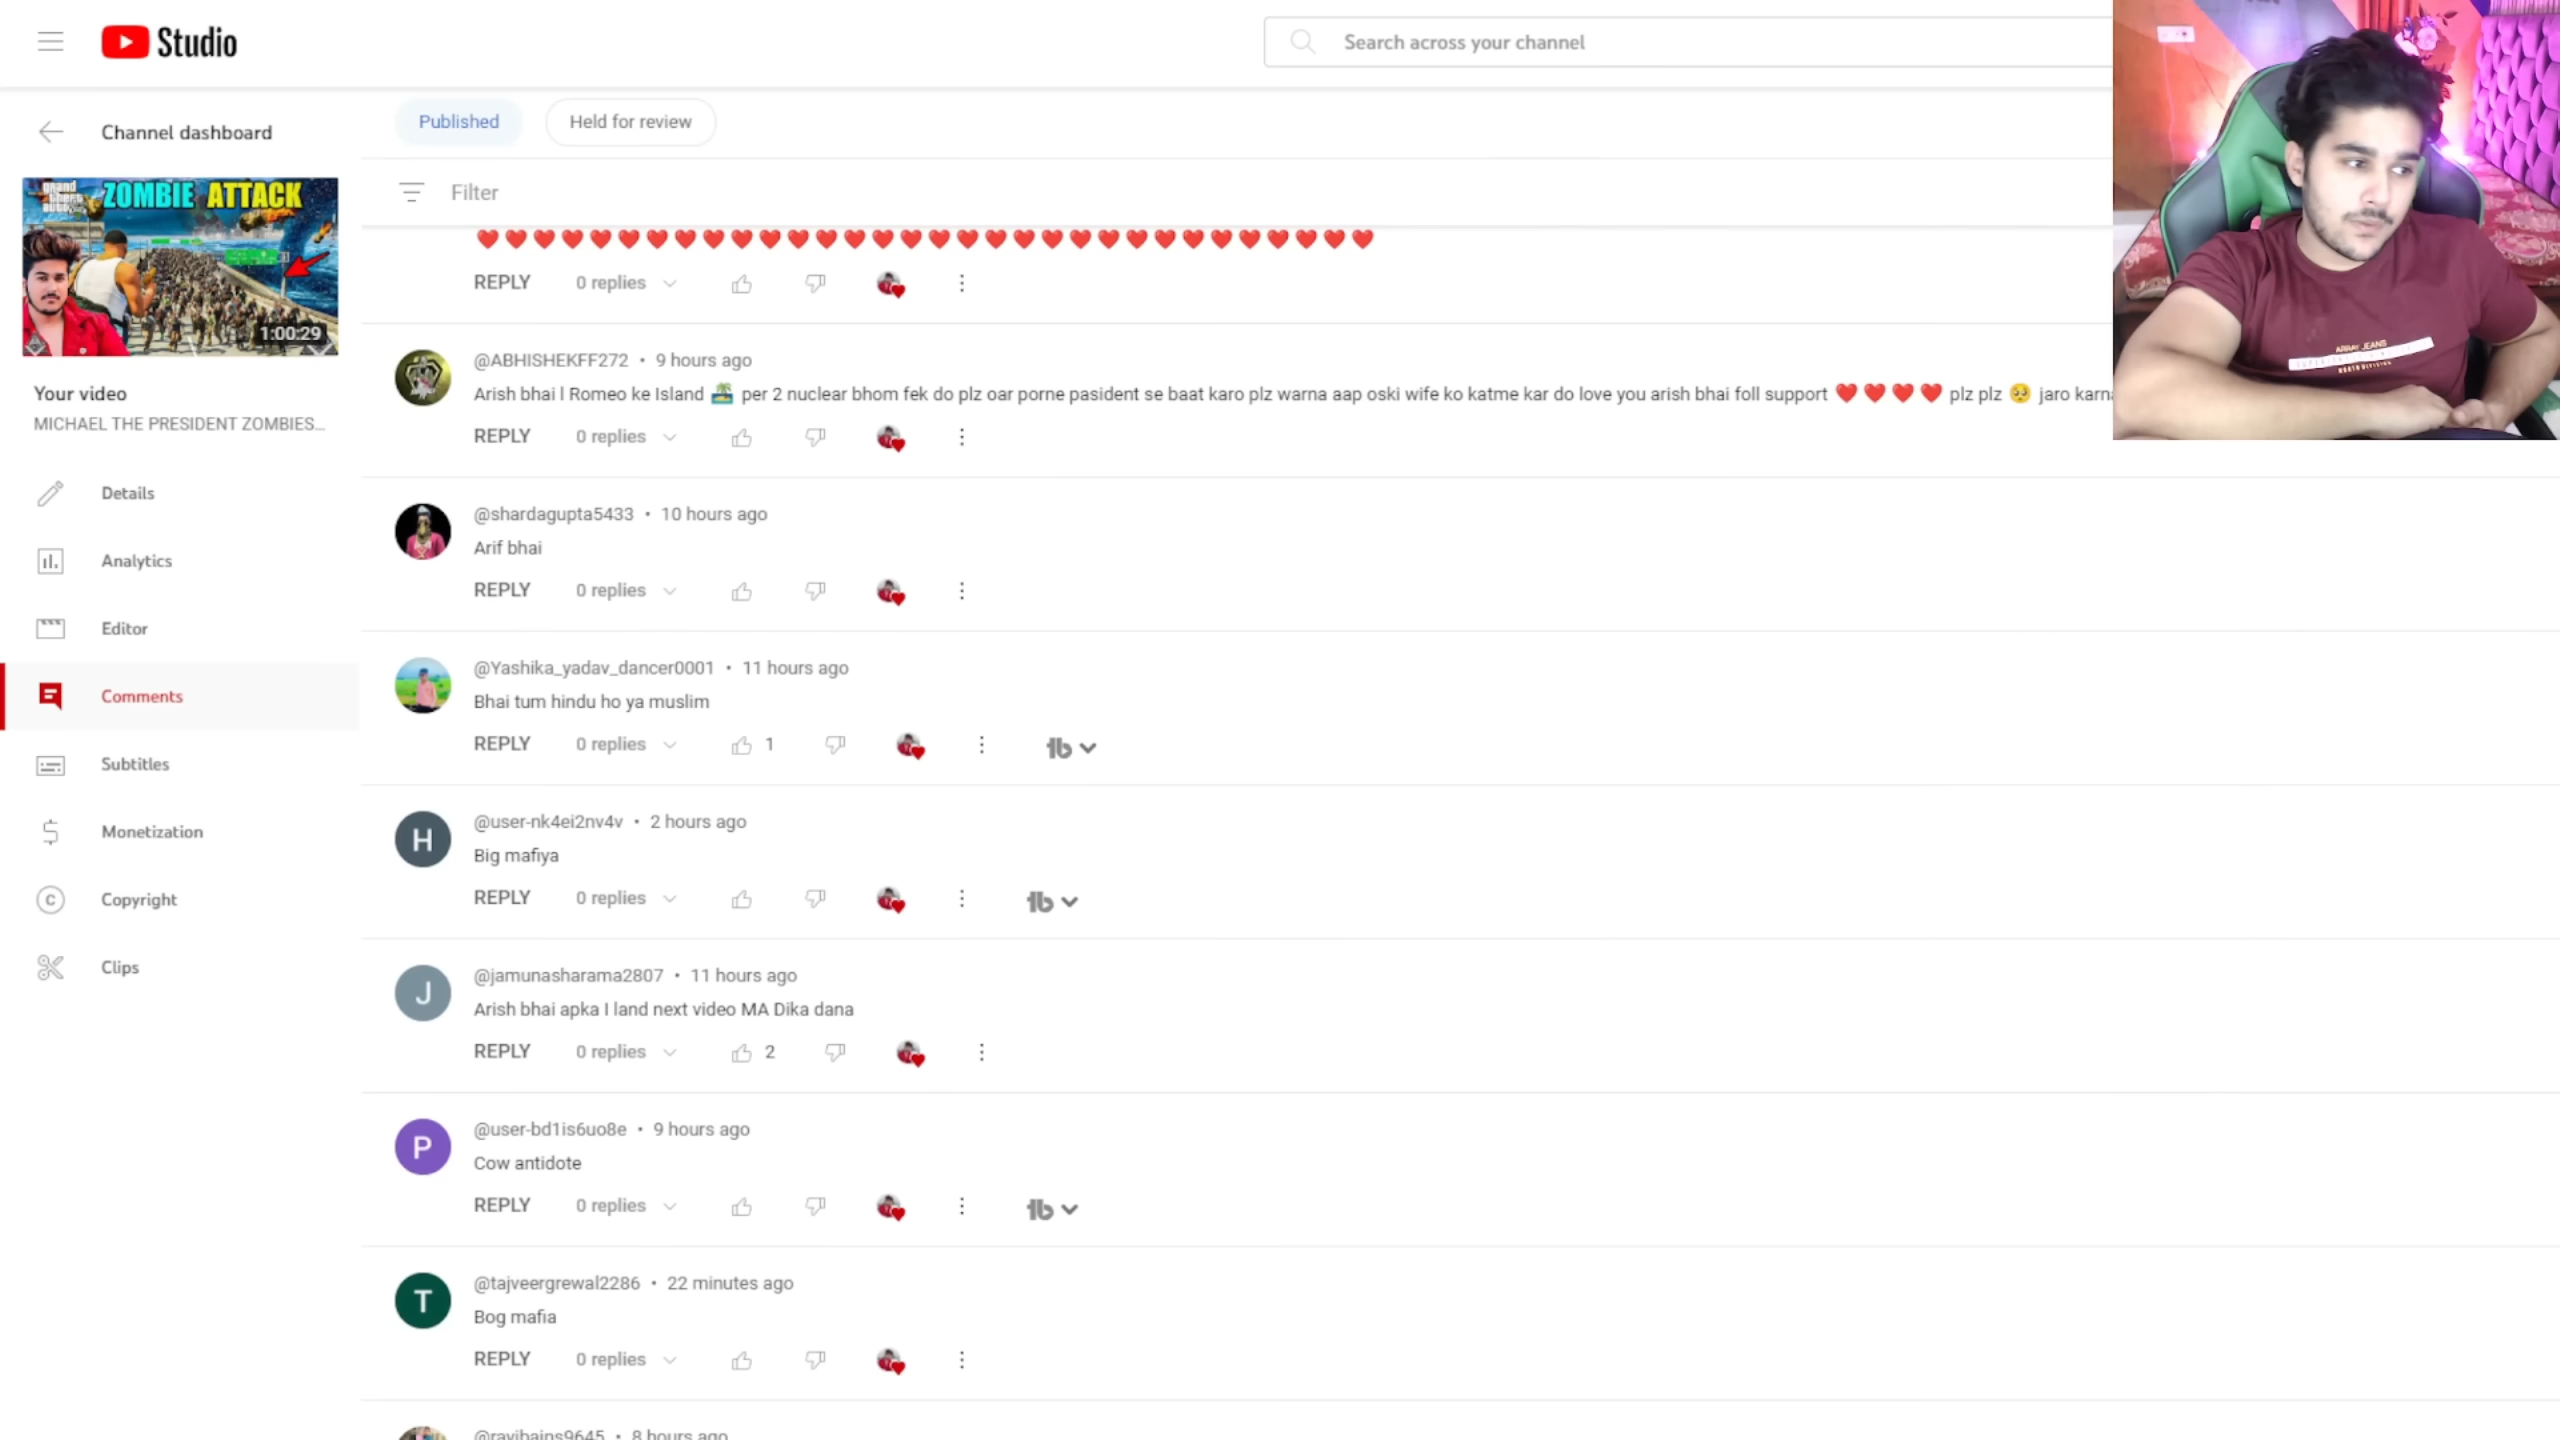 Studio
Search across your channel
Channel dashboard
Published
Held for review
grand
theft
auto
ZOMBIE ATTACK
1:00:29
Filter
Your video
MICHAEL THE PRESIDENT ZOMBIES...
Details
Analytics
Editor
Comments
Subtitles
Monetization
Copyright
Clips
❤️❤️❤️❤️❤️❤️❤️❤️❤️❤️❤️❤️❤️❤️❤️❤️❤️❤️❤️❤️❤️❤️❤️❤️❤️❤️❤️❤️❤️❤️❤️❤️
REPLY 0 replies
@ABHISHEKFF272 • 9 hours ago
Arish bhai l Romeo ke Island 🏝️ per 2 nuclear bhom fek do plz oar porne pasident se baat karo plz warna aap oski wife ko katme kar do love you arish bhai foll support ❤️❤️❤️❤️ plz plz 🥺 jaro karna
REPLY 0 replies
@shardagupta5433 • 10 hours ago
Arif bhai
REPLY 0 replies
@Yashika_yadav_dancer0001 • 11 hours ago
Bhai tum hindu ho ya muslim
REPLY 0 replies 1
H
@user-nk4ei2nv4v • 2 hours ago
Big mafiya
REPLY 0 replies
J
@jamunasharama2807 • 11 hours ago
Arish bhai apka I land next video MA Dika dana
REPLY 0 replies 2
P
@user-bd1is6uo8e • 9 hours ago
Cow antidote
REPLY 0 replies
T
@tajveergrewal2286 • 22 minutes ago
Bog mafia
REPLY 0 replies
@ravibains9645 • 8 hours ago
ARRAY JEANS